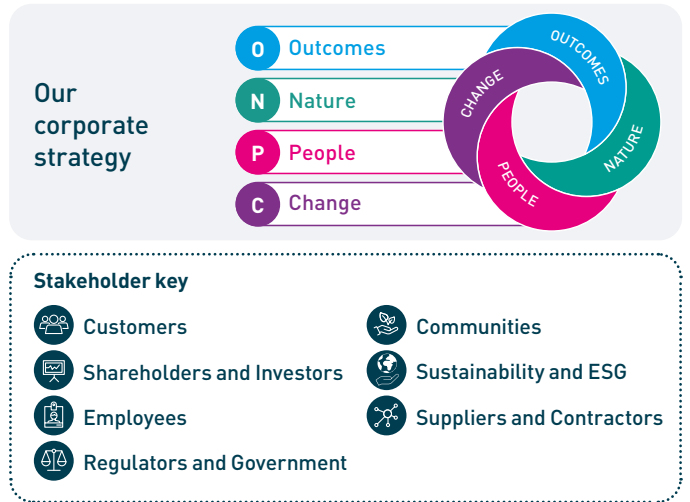 Our
corporate
strategy
O Outcomes
N Nature
P People
C Change
OUTCOMES
CHANGE
NATURE
PEOPLE
Stakeholder key
Customers
Shareholders and Investors
Employees
Regulators and Government
Communities
Sustainability and ESG
Suppliers and Contractors